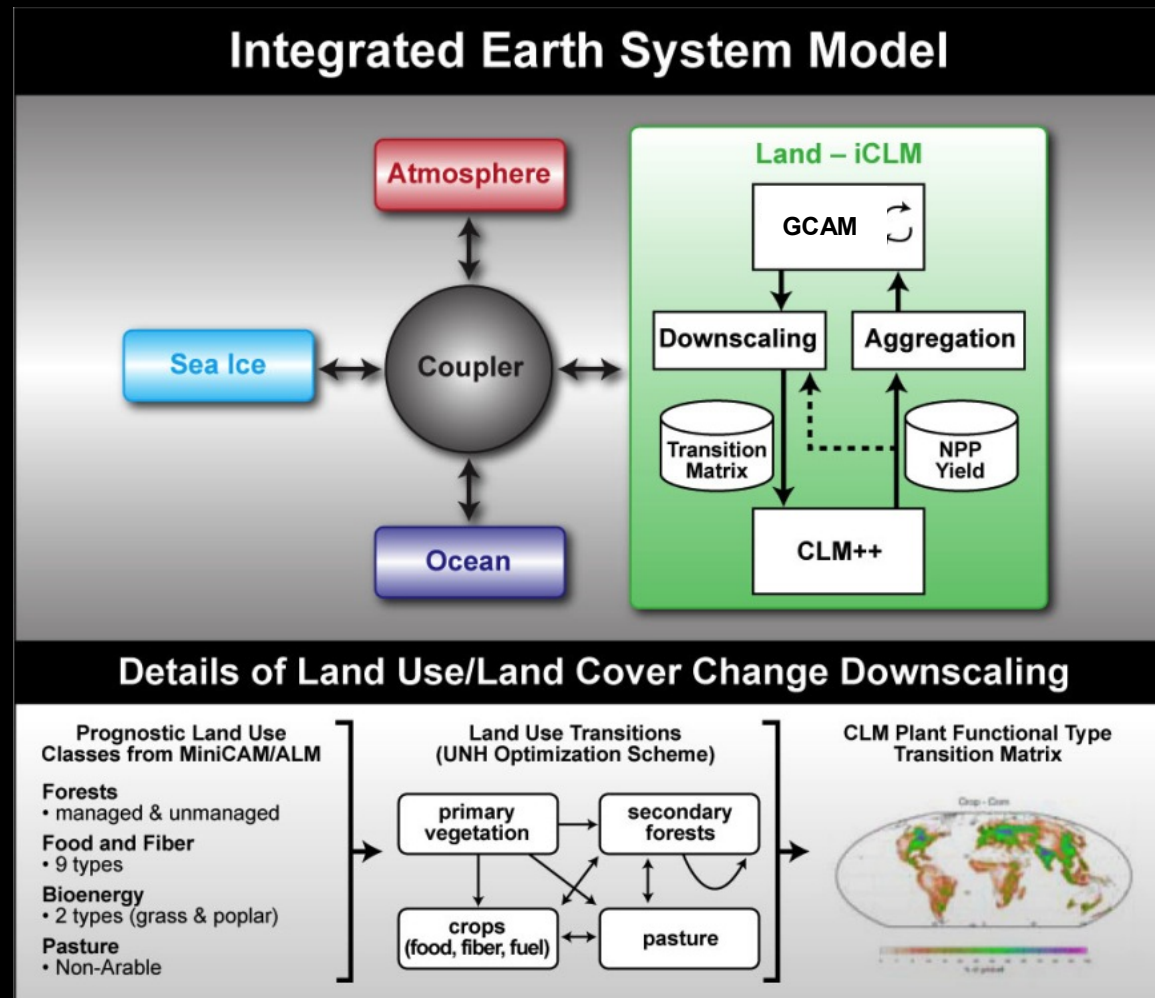 Integrated Earth System Model
Atmosphere
Sea Ice
Coupler
Ocean
Land – iCLM
GCAM
Downscaling
Aggregation
Transition
Matrix
NPP
Yield
CLM++
Details of Land Use/Land Cover Change Downscaling
Prognostic Land Use
Classes from MiniCAM/ALM
Forests
• managed & unmanaged
Food and Fiber
• 9 types
Bioenergy
• 2 types (grass & poplar)
Pasture
• Non-Arable
Land Use Transitions
(UNH Optimization Scheme)
primary
vegetation
secondary
forests
crops
(food, fiber, fuel)
pasture
CLM Plant Functional Type
Transition Matrix
Crop - Corn